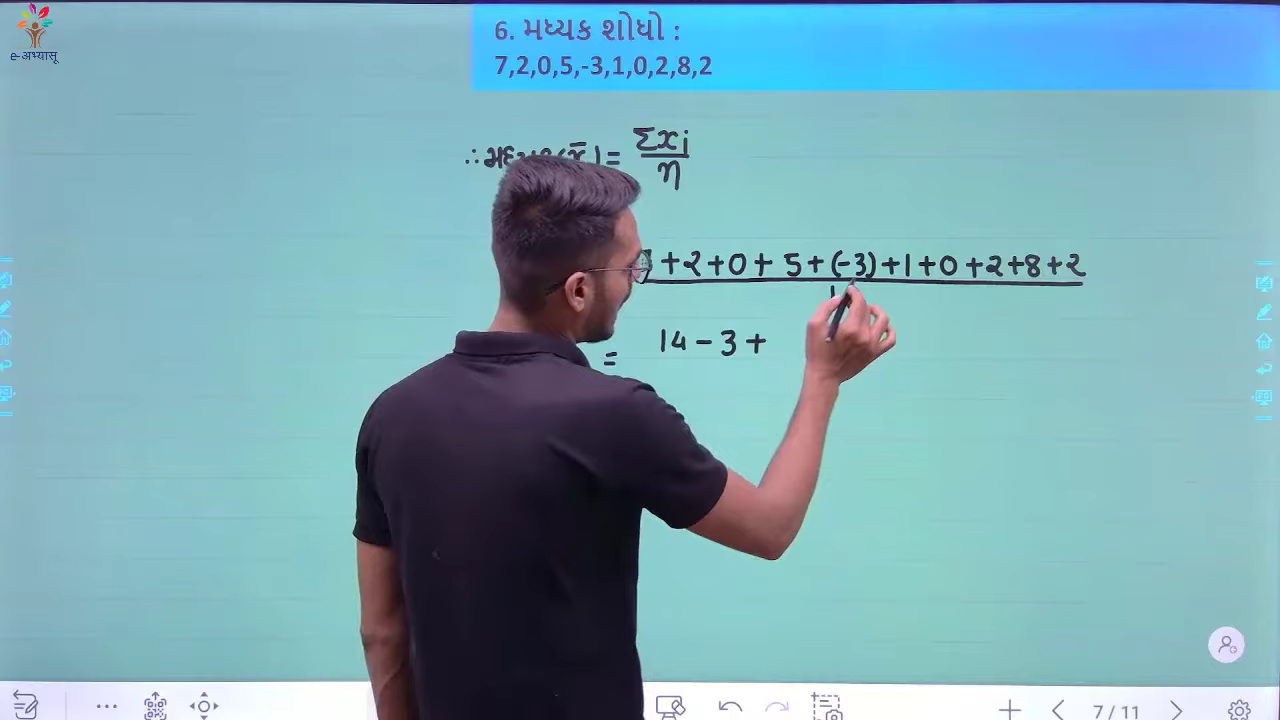 e-अभ्यासू
6. મધ્યક શોધો :
7,2,0,5,-3,1,0,2,8,2
= Σxi
n
+2+0+ 5+(-3)+1+0+2+8+2
= 14-3+
7 / 11